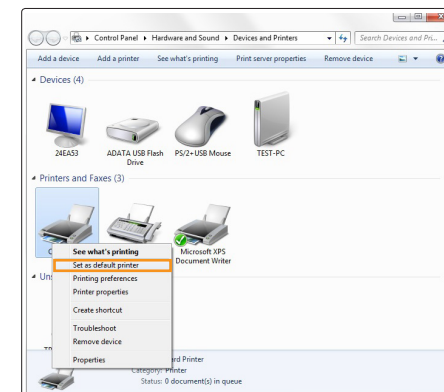 Control Panel ▸ Hardware and Sound ▸ Devices and Printers
Search Devices and Pri...
Add a device Add a printer See what's printing Print server properties Remove device
Devices (4)
24EA53
ADATA USB Flash Drive
PS/2+USB Mouse
TEST-PC
Printers and Faxes (3)
Microsoft XPS Document Writer
See what's printing
Set as default printer
Printing preferences
Printer properties
Create shortcut
Troubleshoot
Remove device
Properties
Printer
Category: Printer
Status: 0 document(s) in queue